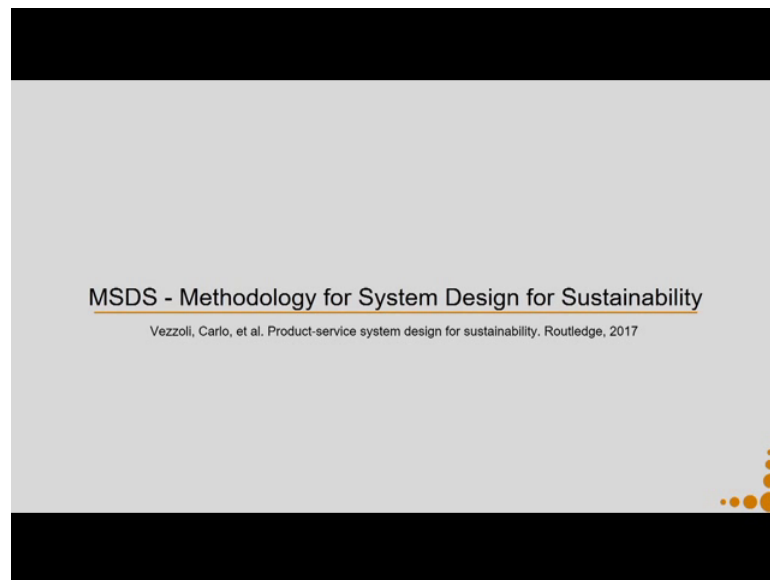 MSDS - Methodology for System Design for Sustainability
Vezzoli, Carlo, et al. Product-service system design for sustainability. Routledge, 2017